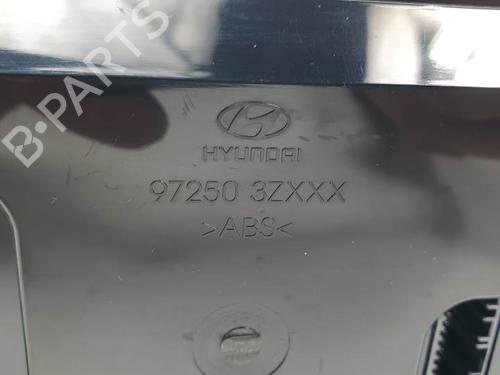 B-PARTS
HYUNDAI
97250 3ZXXX
>ABS<